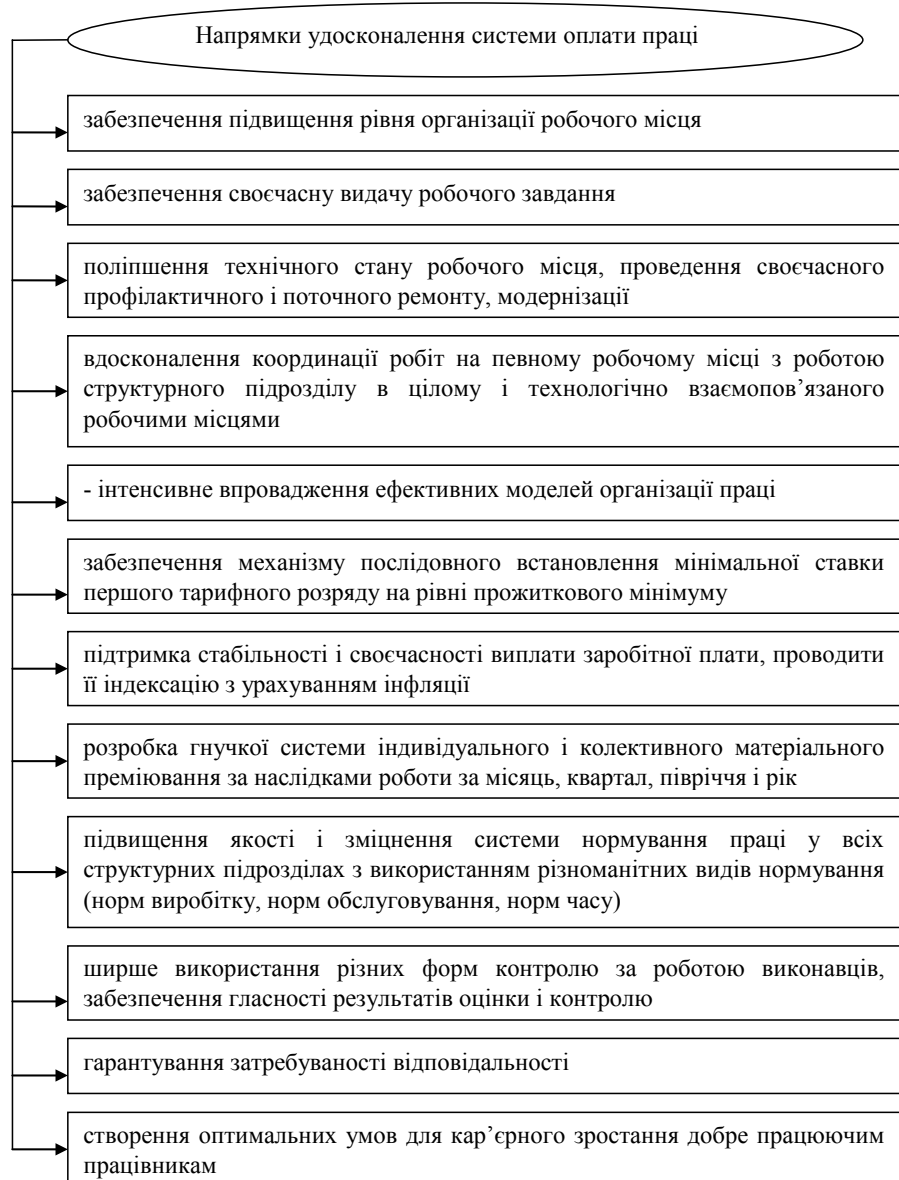 Напрямки удосконалення системи оплати праці
забезпечення підвищення рівня організації робочого місця
забезпечення своєчасну видачу робочого завдання
поліпшення технічного стану робочого місця, проведення своєчасного
профілактичного і поточного ремонту, модернізації
вдосконалення координації робіт на певному робочому місці з роботою
структурного підрозділу в цілому і технологічно взаємопов’язаного
робочими місцями
- інтенсивне впровадження ефективних моделей організації праці
забезпечення механізму послідовного встановлення мінімальної ставки
першого тарифного розряду на рівні прожиткового мінімуму
підтримка стабільності і своєчасності виплати заробітної плати, проводити
її індексацію з урахуванням інфляції
розробка гнучкої системи індивідуального і колективного матеріального
преміювання за наслідками роботи за місяць, квартал, півріччя і рік
підвищення якості і зміцнення системи нормування праці у всіх
структурних підрозділах з використанням різноманітних видів нормування
(норм виробітку, норм обслуговування, норм часу)
ширше використання різних форм контролю за роботою виконавців,
забезпечення гласності результатів оцінки і контролю
гарантування затребуваності відповідальності
створення оптимальних умов для кар’єрного зростання добре працюючим
працівникам